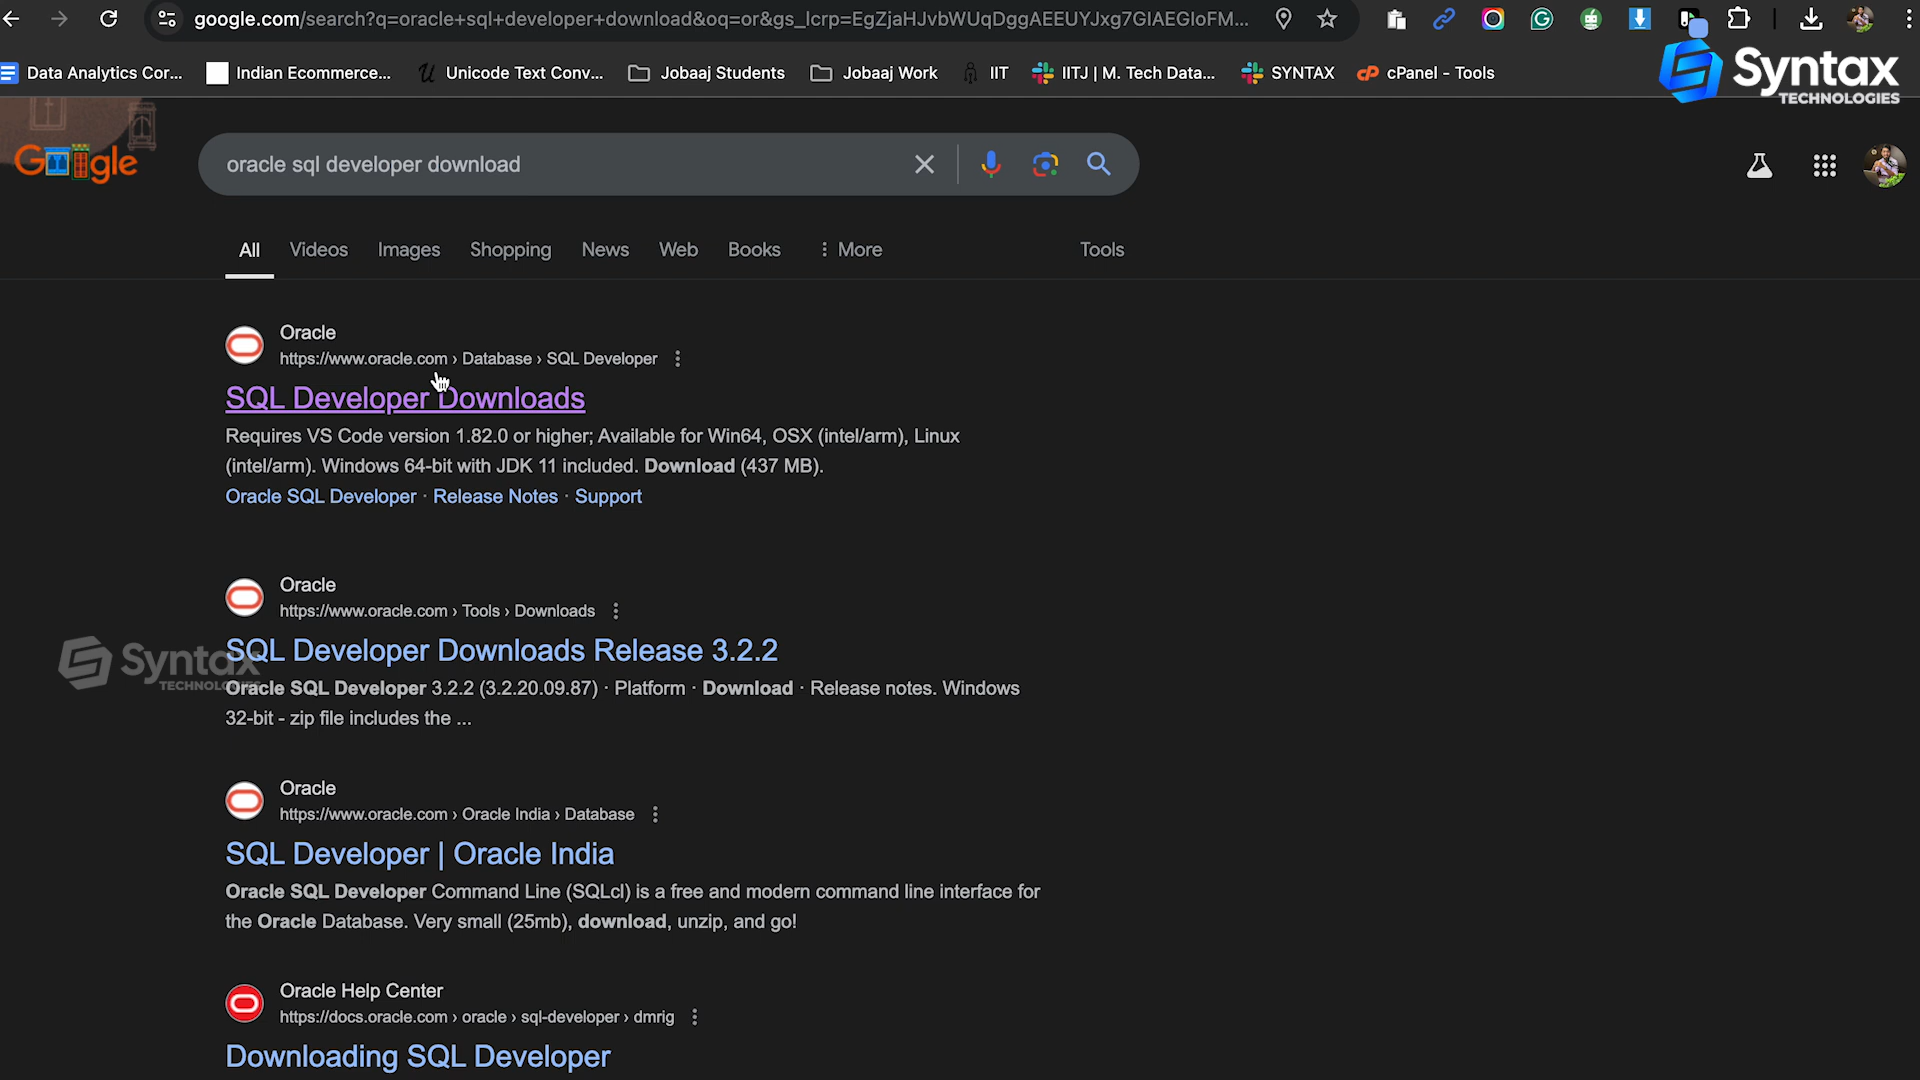 google.com/search?q=oracle+sql+developer+download&oq=or&gs_lcrp=EgZjaHJvbWUqDggAEEUYJxg7GIAEGIoFM...
Data Analytics Cor...
Indian Ecommerce...
Unicode Text Conv...
Jobaaj Students
Jobaaj Work
IIT
IITJ | M. Tech Data...
SYNTAX
cPanel - Tools
Syntax
TECHNOLOGIES
Google
oracle sql developer download
All
Videos
Images
Shopping
News
Web
Books
More
Tools
Oracle
https://www.oracle.com › Database › SQL Developer
SQL Developer Downloads
Requires VS Code version 1.82.0 or higher; Available for Win64, OSX (intel/arm), Linux
(intel/arm). Windows 64-bit with JDK 11 included. Download (437 MB).
Oracle SQL Developer · Release Notes · Support
Oracle
https://www.oracle.com › Tools › Downloads
SQL Developer Downloads Release 3.2.2
Syntax
TECHNOLOGIES
Oracle SQL Developer 3.2.2 (3.2.20.09.87) · Platform · Download · Release notes. Windows
32-bit - zip file includes the ...
Oracle
https://www.oracle.com › Oracle India › Database
SQL Developer | Oracle India
Oracle SQL Developer Command Line (SQLcl) is a free and modern command line interface for
the Oracle Database. Very small (25mb), download, unzip, and go!
Oracle Help Center
https://docs.oracle.com › oracle › sql-developer › dmrig
Downloading SQL Developer